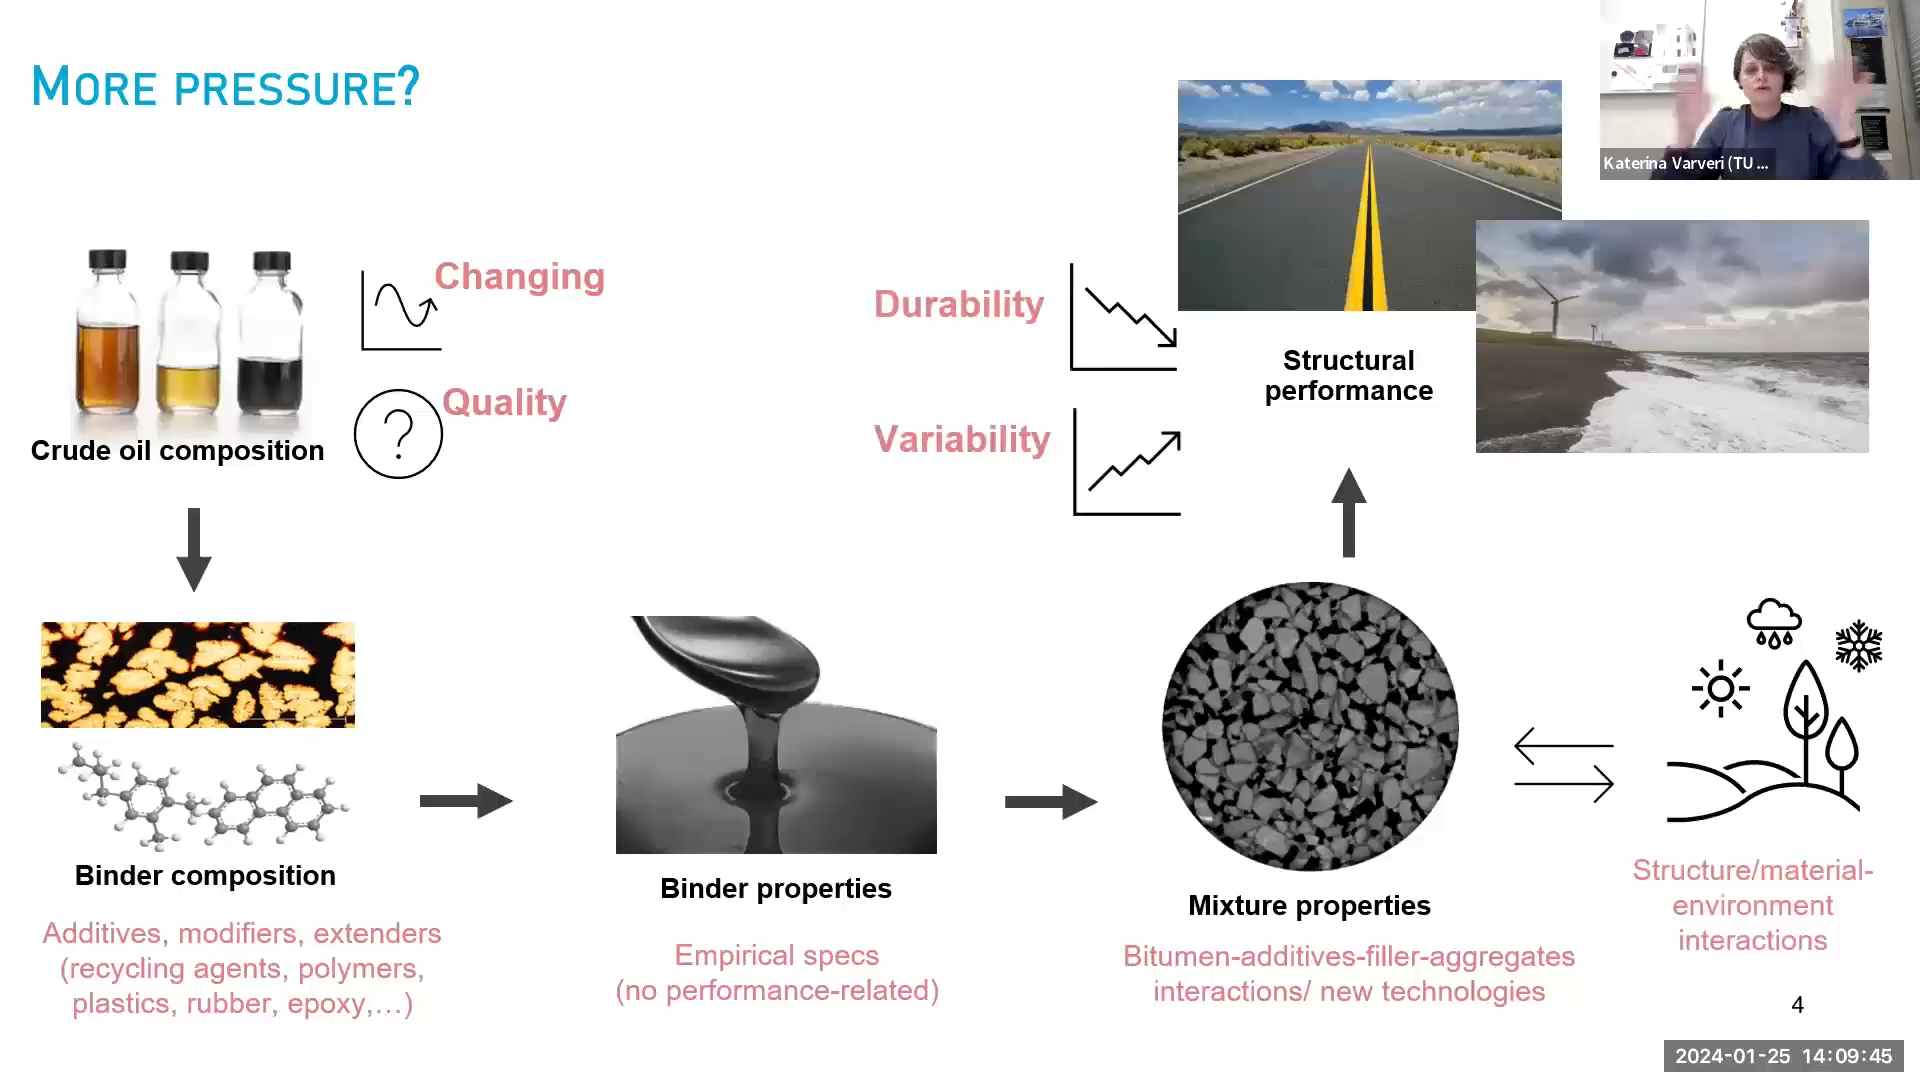 MORE PRESSURE?
Katerina Varveri (TU ...
Changing
Quality
Crude oil composition
Durability
Variability
Structural
performance
Binder composition
Additives, modifiers, extenders
(recycling agents, polymers,
plastics, rubber, epoxy,...)
Binder properties
Empirical specs
(no performance-related)
Mixture properties
Bitumen-additives-filler-aggregates
interactions/ new technologies
Structure/material-
environment
interactions
4
2024-01-25 14:09:45